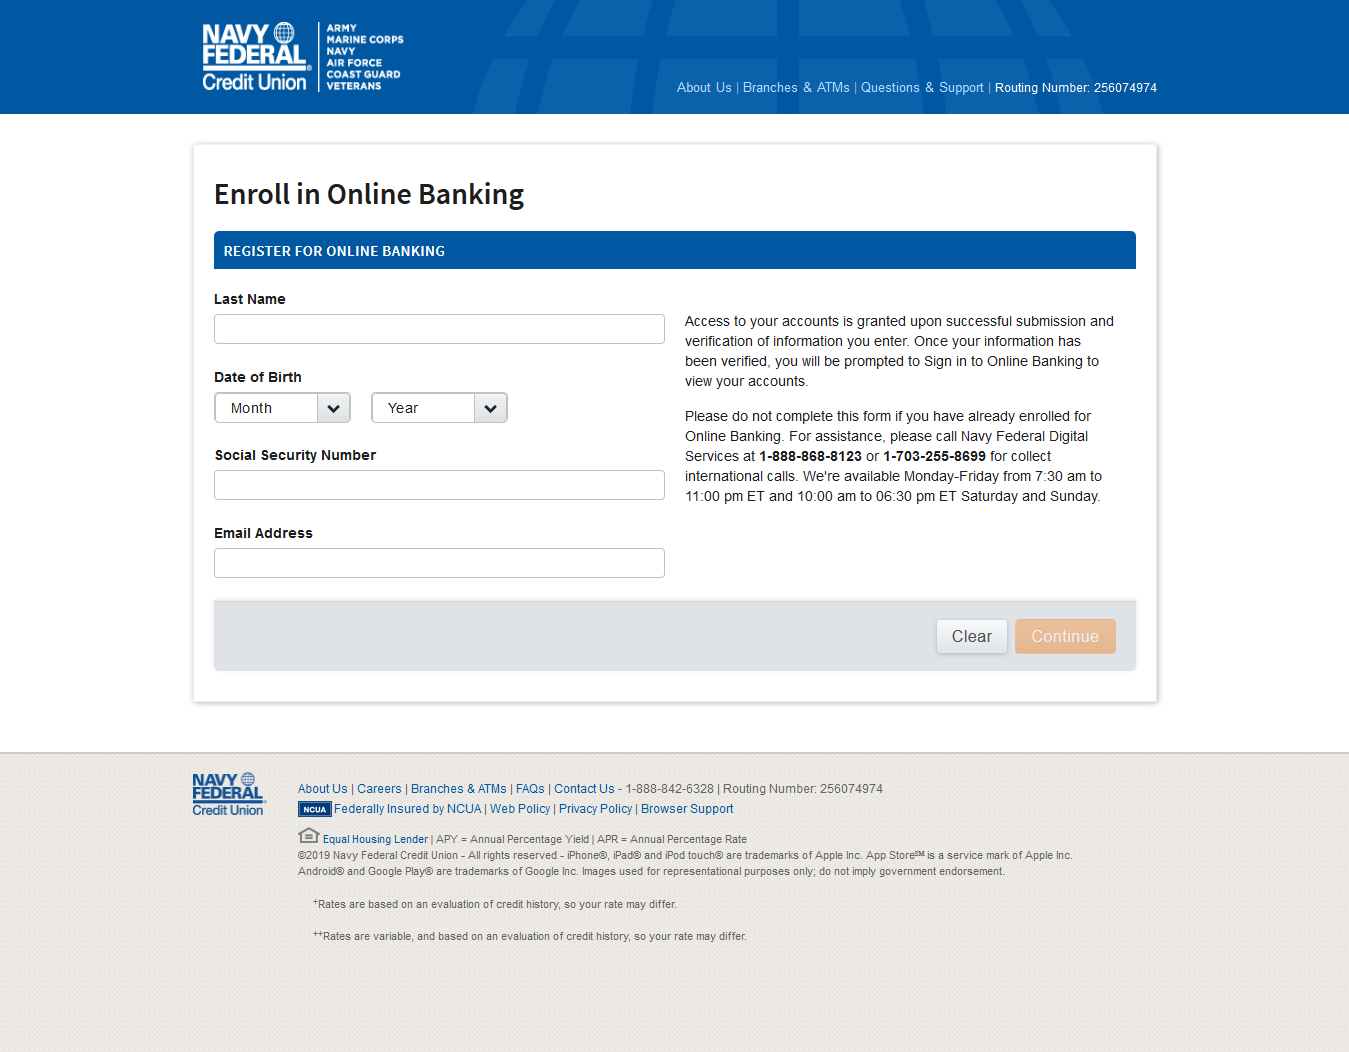 NAVY
FEDERAL
Credit Union
ARMY
MARINE CORPS
NAVY
AIR FORCE
COAST GUARD
VETERANS
About Us | Branches & ATMs | Questions & Support | Routing Number: 256074974
Enroll in Online Banking
REGISTER FOR ONLINE BANKING
Last Name
Date of Birth
Month
Year
Social Security Number
Email Address
Access to your accounts is granted upon successful submission and
verification of information you enter. Once your information has
been verified, you will be prompted to Sign in to Online Banking to
view your accounts.
Please do not complete this form if you have already enrolled for
Online Banking. For assistance, please call Navy Federal Digital
Services at 1-888-868-8123 or 1-703-255-8699 for collect
international calls. We're available Monday-Friday from 7:30 am to
11:00 pm ET and 10:00 am to 06:30 pm ET Saturday and Sunday.
Clear
Continue
NAVY
FEDERAL
Credit Union
About Us | Careers | Branches & ATMs | FAQs | Contact Us - 1-888-842-6328 | Routing Number: 256074974
NCUA Federally Insured by NCUA | Web Policy | Privacy Policy | Browser Support
Equal Housing Lender | APY = Annual Percentage Yield | APR = Annual Percentage Rate
©2019 Navy Federal Credit Union - All rights reserved - iPhone®, iPad® and iPod touch® are trademarks of Apple Inc. App Store℠ is a service mark of Apple Inc.
Android® and Google Play® are trademarks of Google Inc. Images used for representational purposes only; do not imply government endorsement.
+Rates are based on an evaluation of credit history, so your rate may differ.
++Rates are variable, and based on an evaluation of credit history, so your rate may differ.